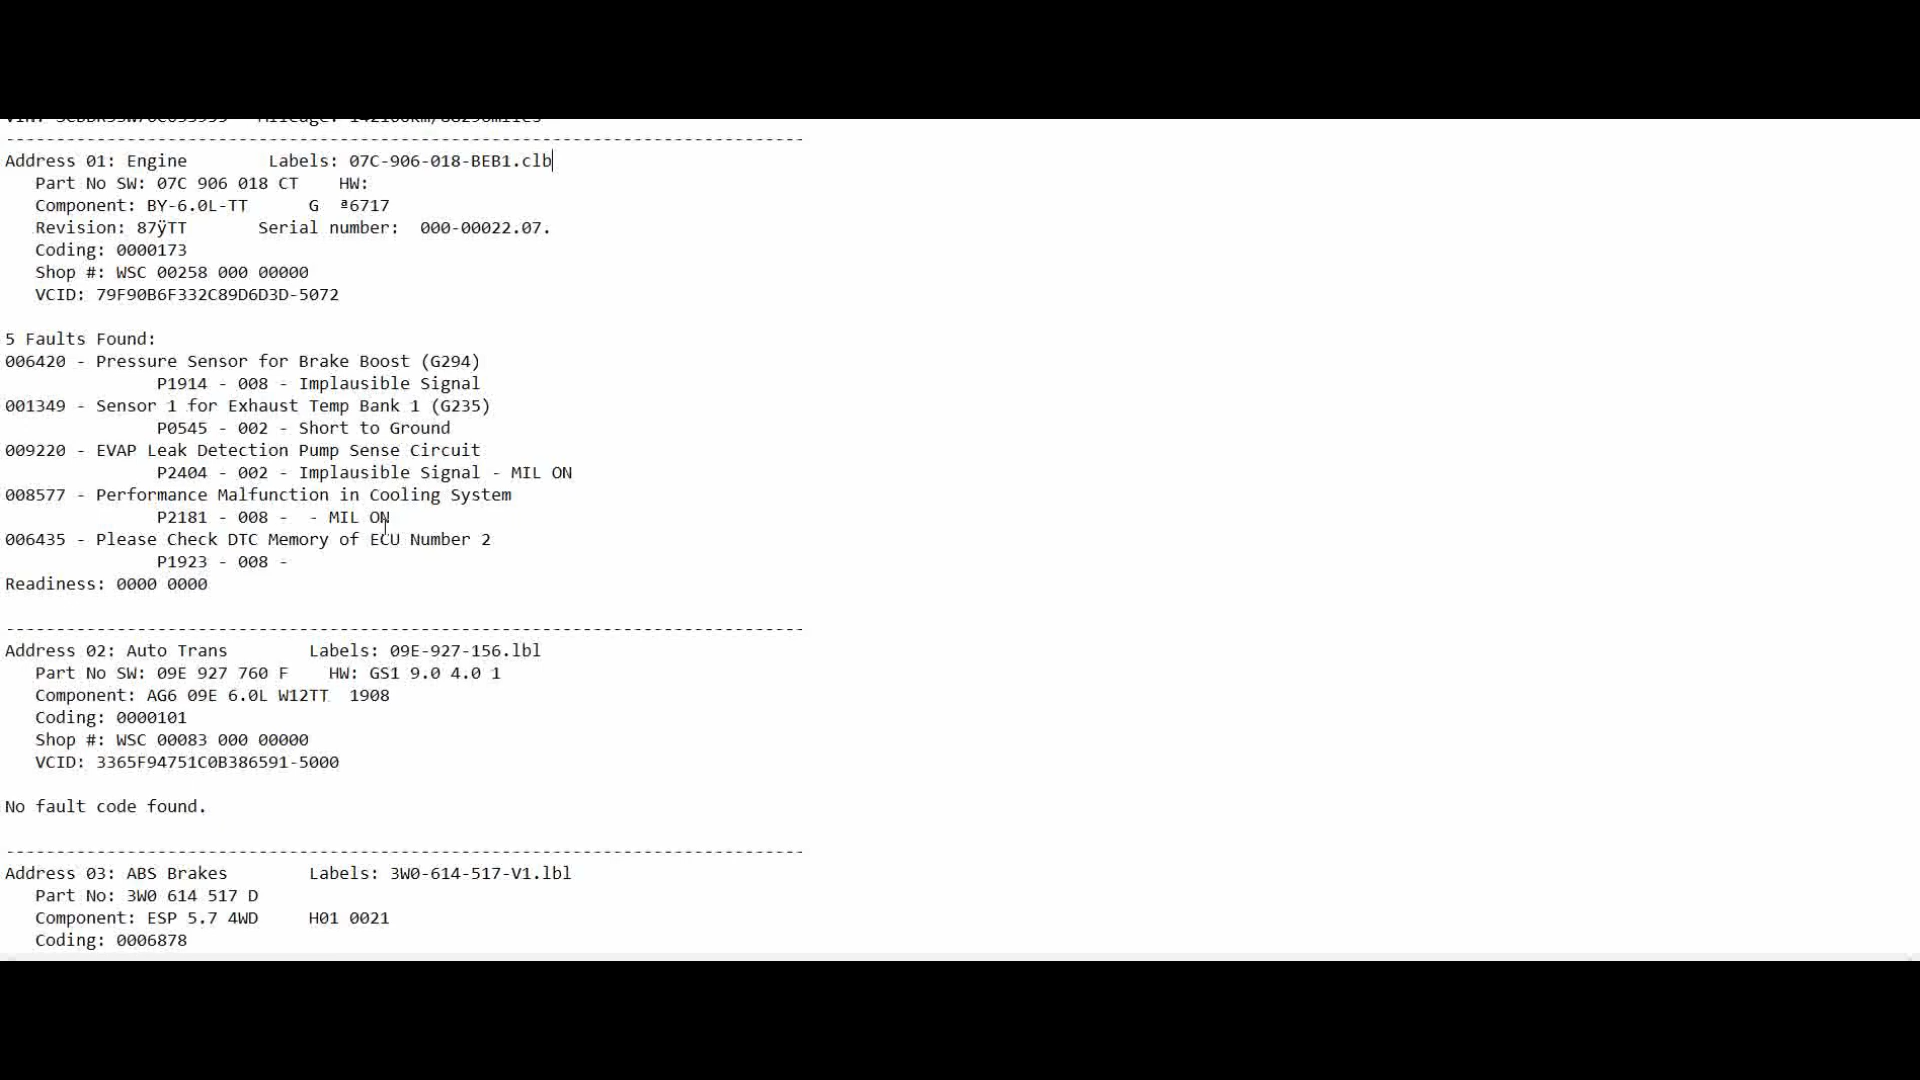 Address 01: Engine        Labels: 07C-906-018-BEB1.clb
   Part No SW: 07C 906 018 CT    HW:
   Component: BY-6.0L-TT      G  ª6717
   Revision: 87ÿTT       Serial number:  000-00022.07.
   Coding: 0000173
   Shop #: WSC 00258 000 00000
   VCID: 79F90B6F332C89D6D3D-5072
5 Faults Found:
006420 - Pressure Sensor for Brake Boost (G294)
               P1914 - 008 - Implausible Signal
001349 - Sensor 1 for Exhaust Temp Bank 1 (G235)
               P0545 - 002 - Short to Ground
009220 - EVAP Leak Detection Pump Sense Circuit
               P2404 - 002 - Implausible Signal - MIL ON
008577 - Performance Malfunction in Cooling System
               P2181 - 008 -  - MIL ON
006435 - Please Check DTC Memory of ECU Number 2
               P1923 - 008 -
Readiness: 0000 0000
Address 02: Auto Trans        Labels: 09E-927-156.lbl
   Part No SW: 09E 927 760 F    HW: GS1 9.0 4.0 1
   Component: AG6 09E 6.0L W12TT  1908
   Coding: 0000101
   Shop #: WSC 00083 000 00000
   VCID: 3365F94751C0B386591-5000
No fault code found.
Address 03: ABS Brakes        Labels: 3W0-614-517-V1.lbl
   Part No: 3W0 614 517 D
   Component: ESP 5.7 4WD     H01 0021
   Coding: 0006878